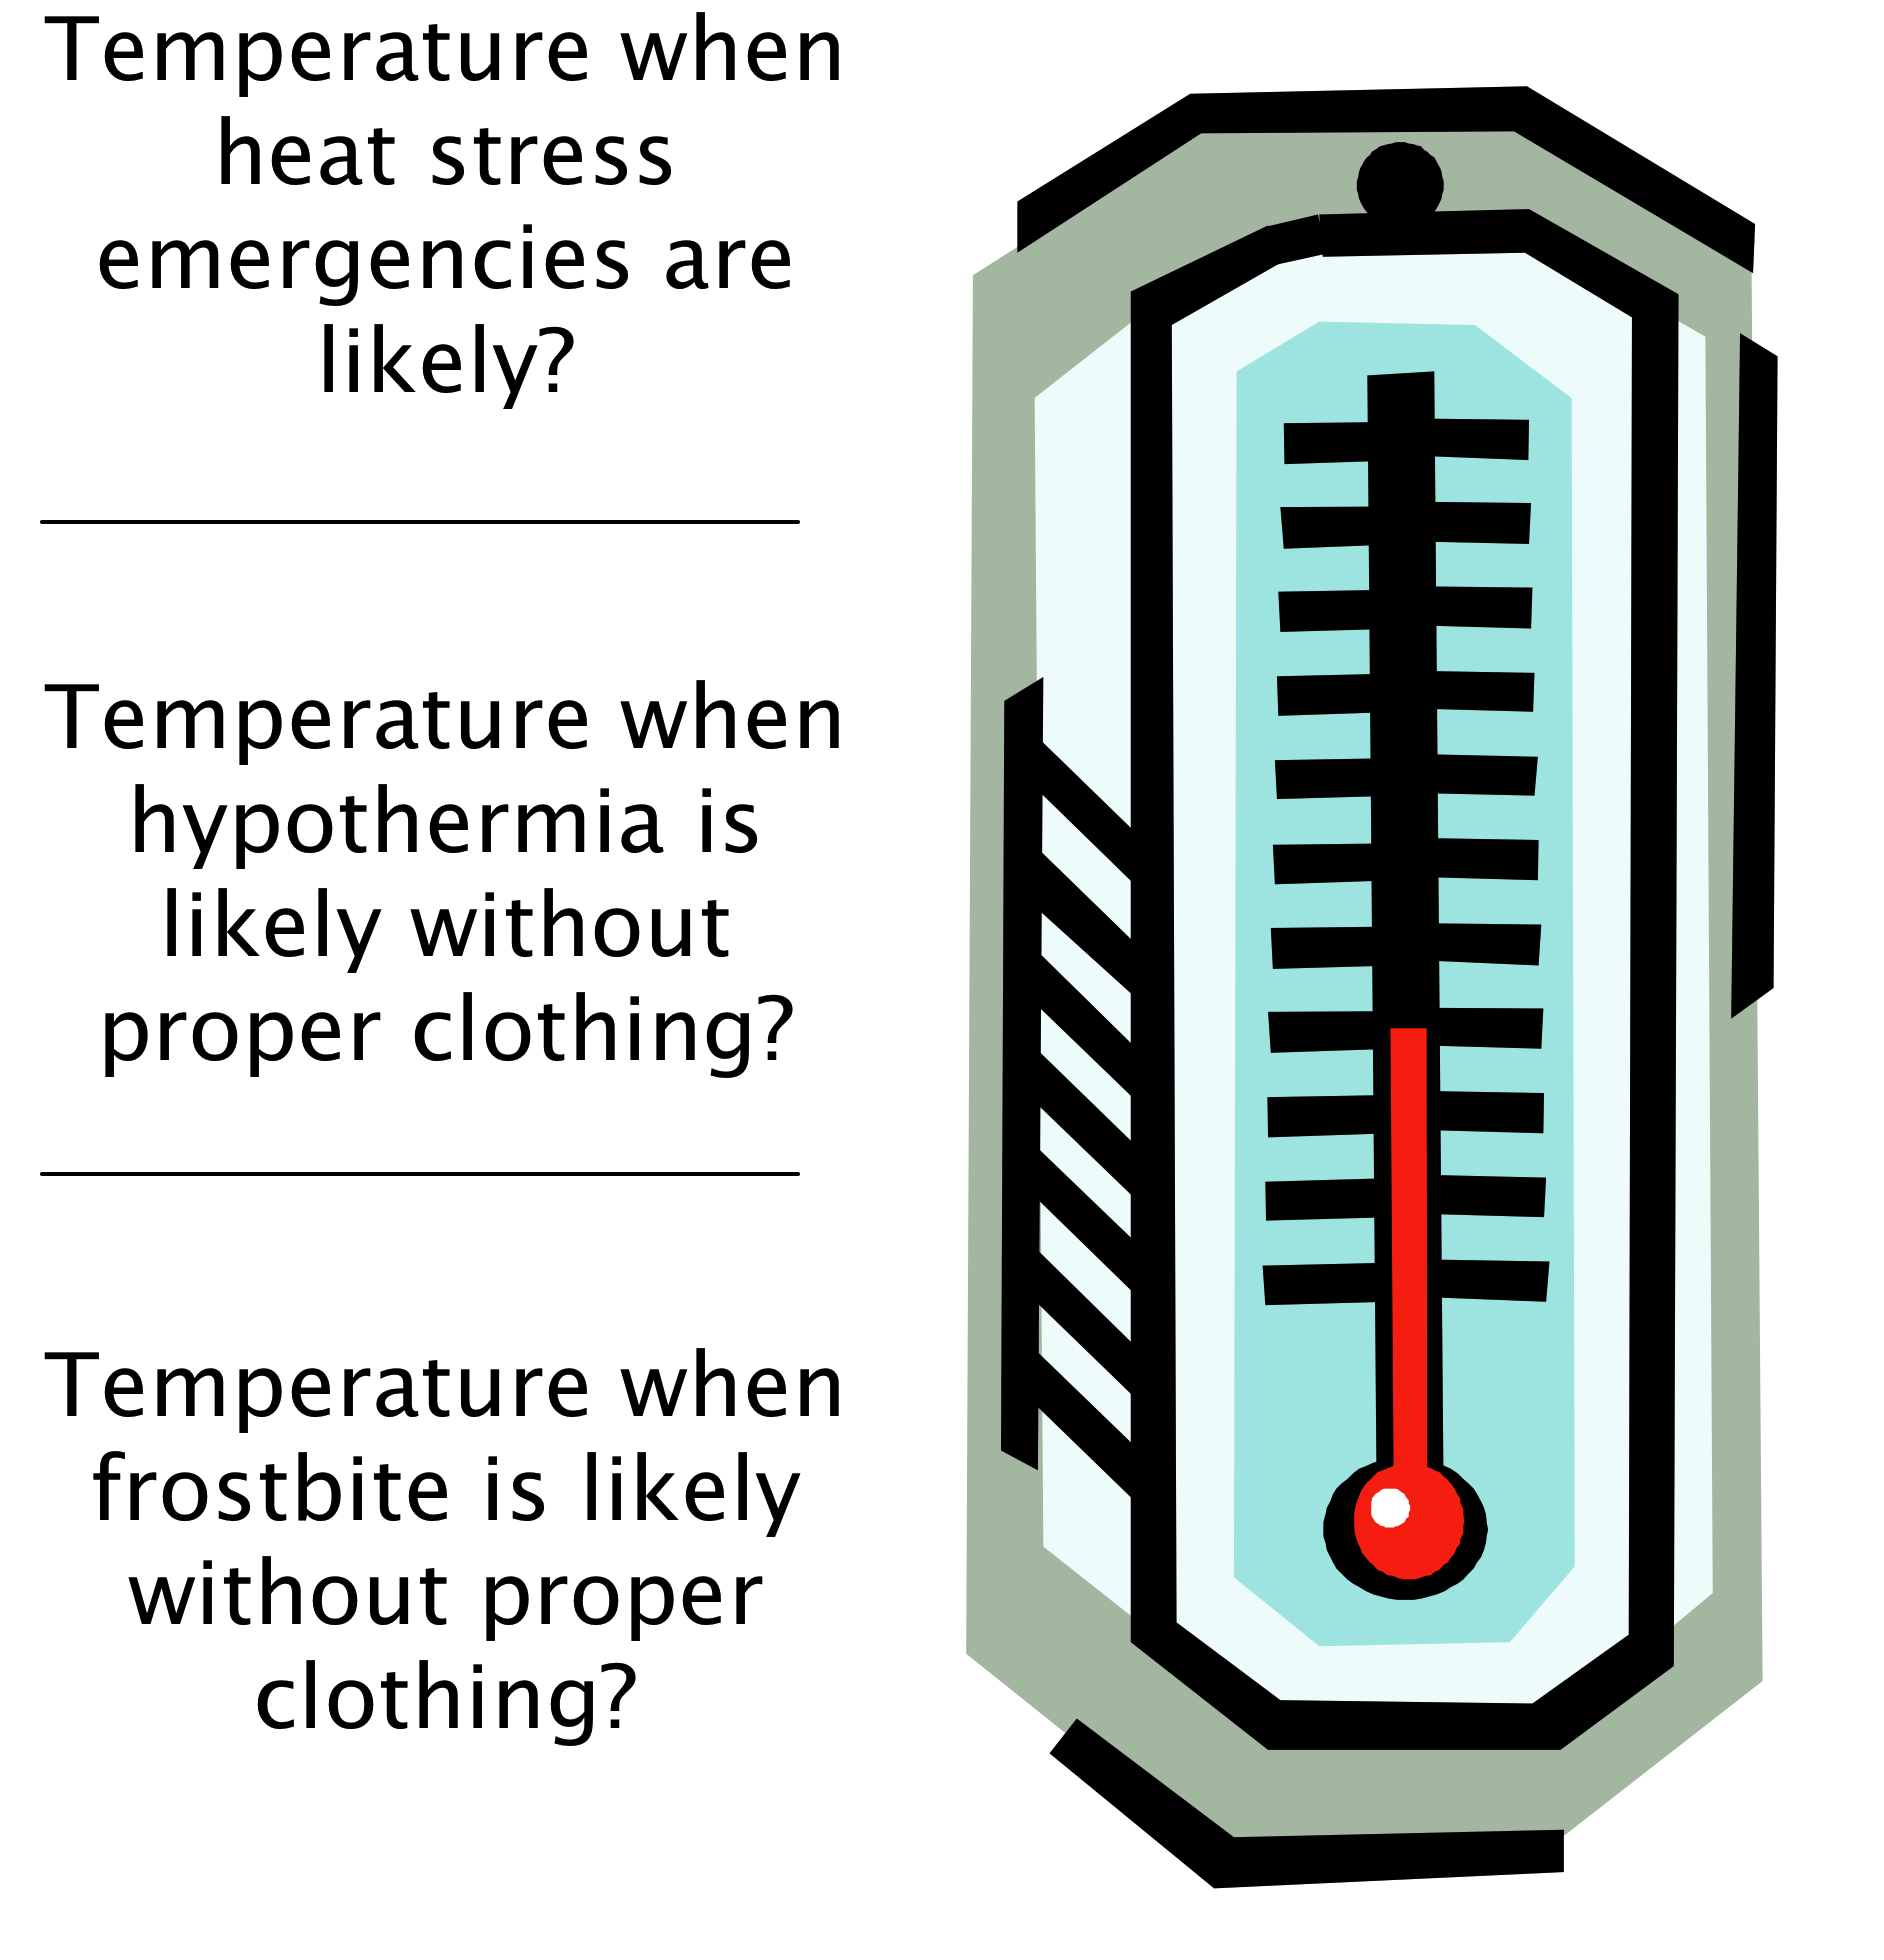 Temperature when
heat stress
emergencies are
likely?
Temperature when
hypothermia is
likely without
proper clothing?
Temperature when
frostbite is likely
without proper
clothing?